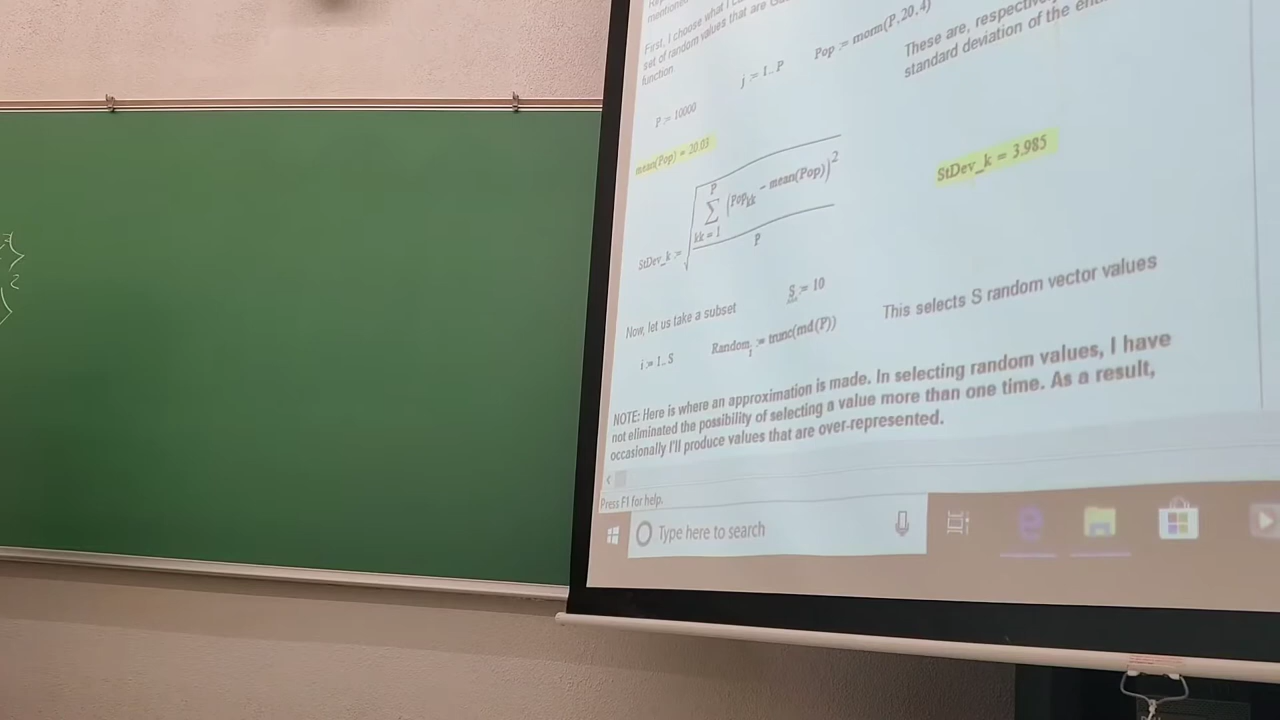 mentioned
First, I choose what I
set of random values that are
function
P := 10000
j := 1..P
Pop := rnorm(P,20,4)
These are, respectively
standard deviation of the
mean(Pop) = 20.03
StDev_k := √(∑ kk = 1 P (Pop kk − mean(Pop))² / P)
StDev_k = 3.985
Now, let us take a subset
S := 10
i := 1..S
Random i := trunc(rnd(P))
This selects S random vector values
NOTE: Here is where an approximation is made. In selecting random values, I have
not eliminated the possibility of selecting a value more than one time. As a result,
occasionally I'll produce values that are over-represented.
Press F1 for help.
Type here to search